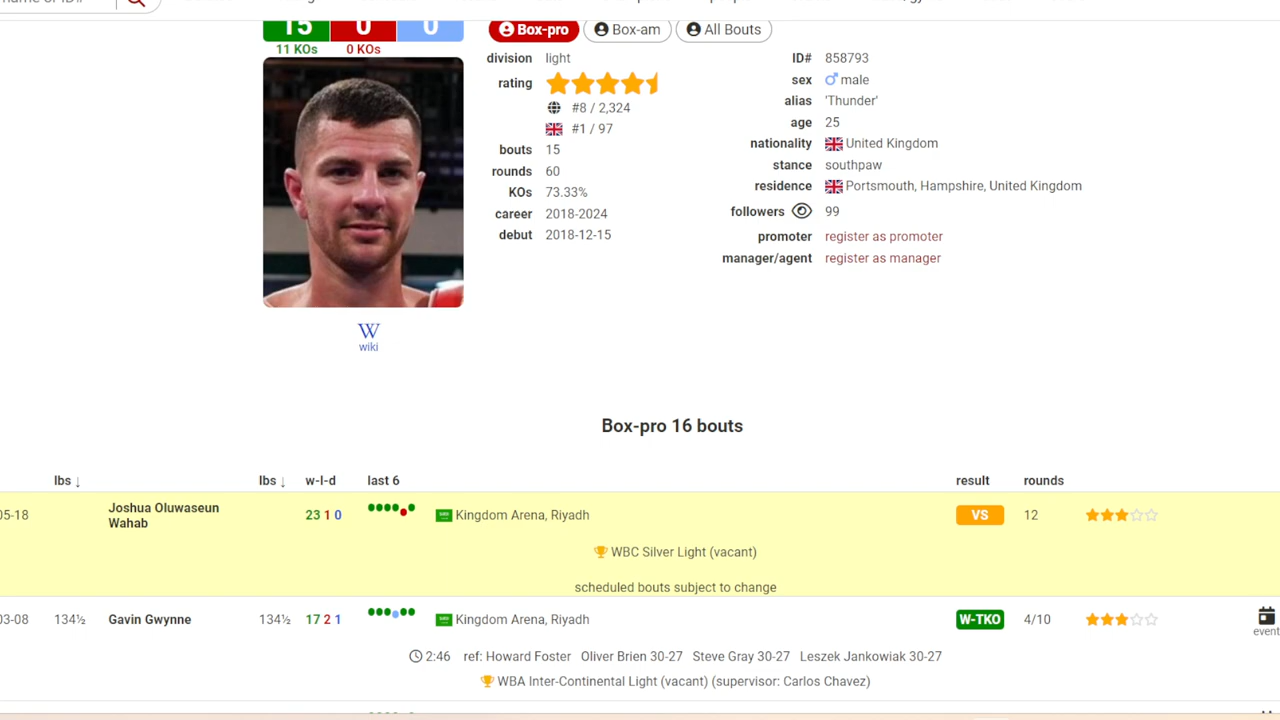 15 0 0
Box-pro Box-am All Bouts
11 KOs 0 KOs
division light
ID# 858793
rating
sex male
#8 / 2,324
alias 'Thunder'
#1 / 97
age 25
bouts 15
nationality United Kingdom
rounds 60
stance southpaw
KOs 73.33%
residence Portsmouth, Hampshire, United Kingdom
career 2018-2024
followers 99
debut 2018-12-15
promoter register as promoter
manager/agent register as manager
W
wiki
Box-pro 16 bouts
lbs ↓ lbs ↓ w-l-d last 6 result rounds
05-18 Joshua Oluwaseun Wahab 23 1 0 Kingdom Arena, Riyadh VS 12
WBC Silver Light (vacant)
scheduled bouts subject to change
03-08 134½ Gavin Gwynne 134½ 17 2 1 Kingdom Arena, Riyadh W-TKO 4/10
event
2:46 ref: Howard Foster Oliver Brien 30-27 Steve Gray 30-27 Leszek Jankowiak 30-27
WBA Inter-Continental Light (vacant) (supervisor: Carlos Chavez)